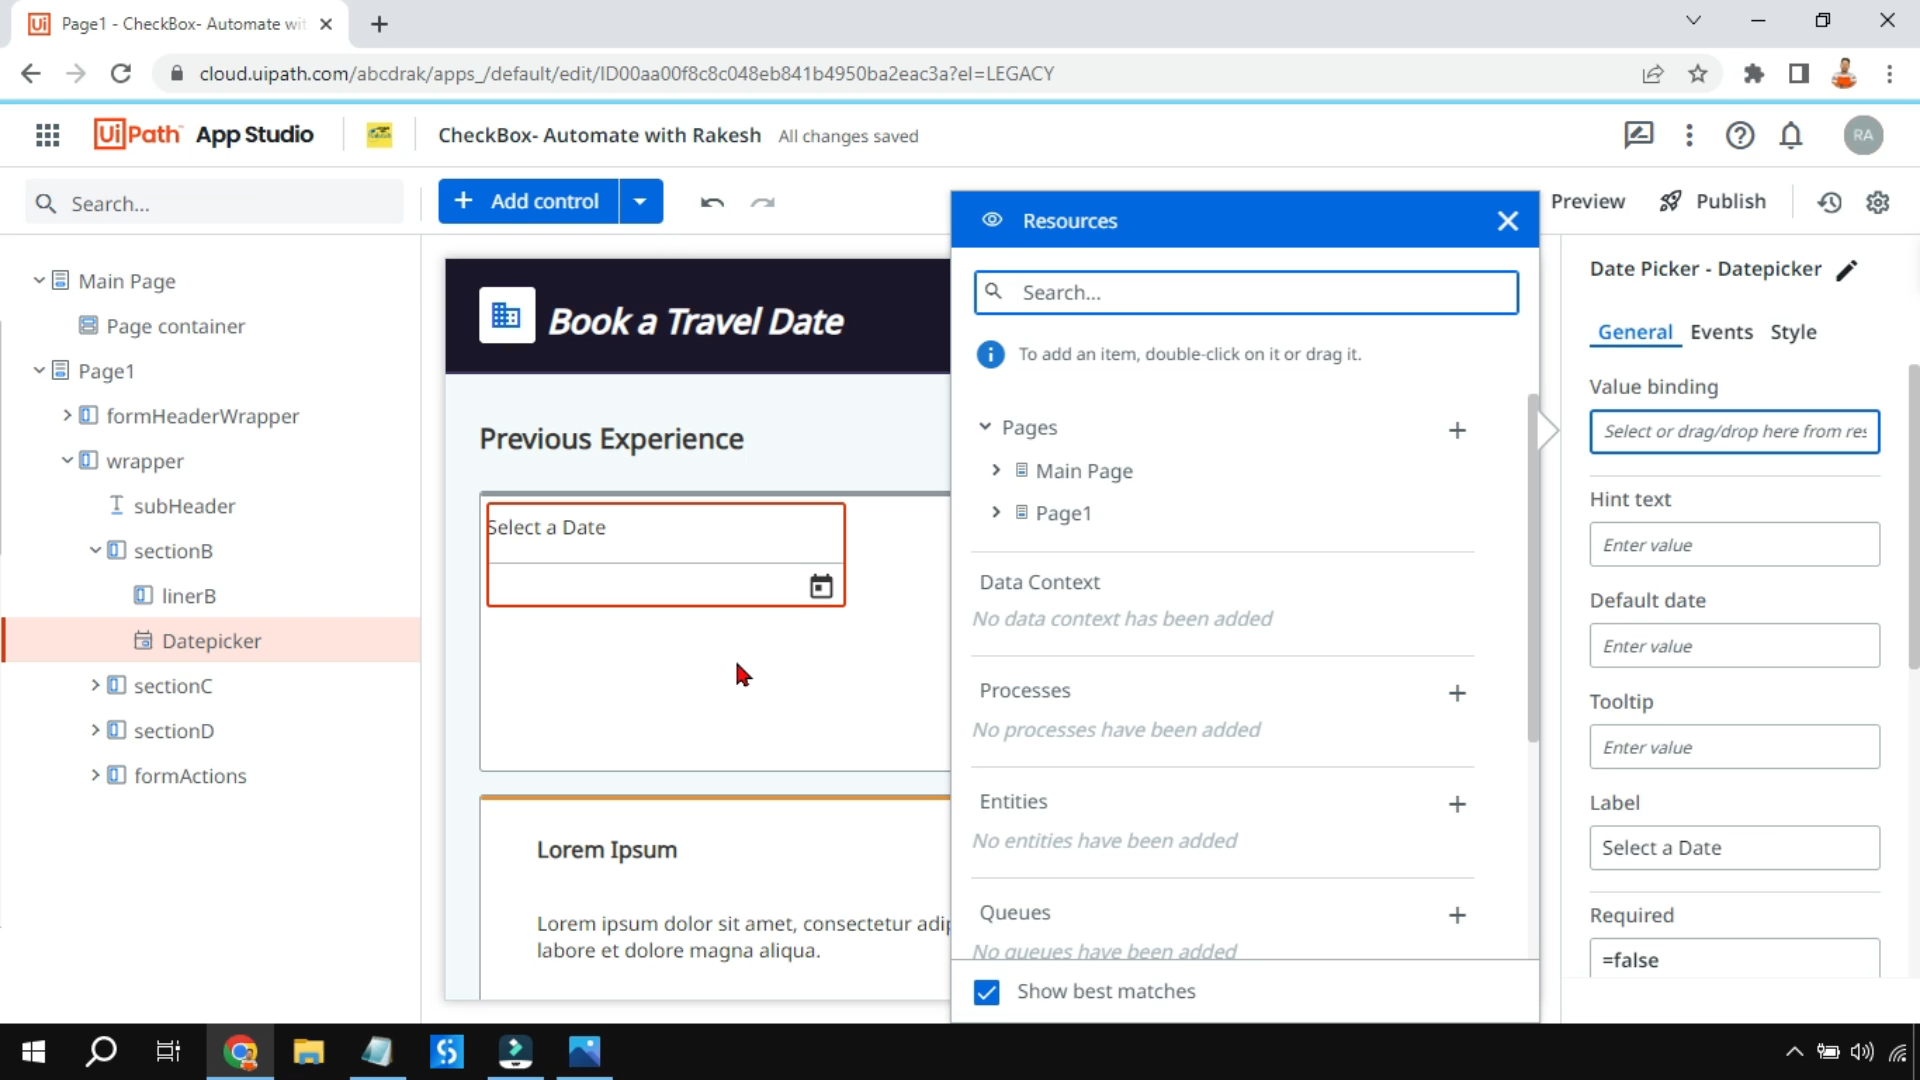 Page1 - CheckBox- Automate wit
cloud.uipath.com/abcdrak/apps_/default/edit/ID00aa00f8c8c048eb841b4950ba2eac3a?el=LEGACY
UiPath App Studio
CheckBox- Automate with Rakesh All changes saved
RA
Search...
Add control
Preview
Publish
Main Page
Page container
Page1
formHeaderWrapper
wrapper
subHeader
sectionB
linerB
Datepicker
sectionC
sectionD
formActions
Book a Travel Date
Previous Experience
Select a Date
Lorem Ipsum
Lorem ipsum dolor sit amet, consectetur adip
labore et dolore magna aliqua.
Resources
Search...
To add an item, double-click on it or drag it.
Pages
Main Page
Page1
Data Context
No data context has been added
Processes
No processes have been added
Entities
No entities have been added
Queues
No queues have been added
Show best matches
Date Picker - Datepicker
General Events Style
Value binding
Select or drag/drop here from res
Hint text
Enter value
Default date
Enter value
Tooltip
Enter value
Label
Select a Date
Required
=false